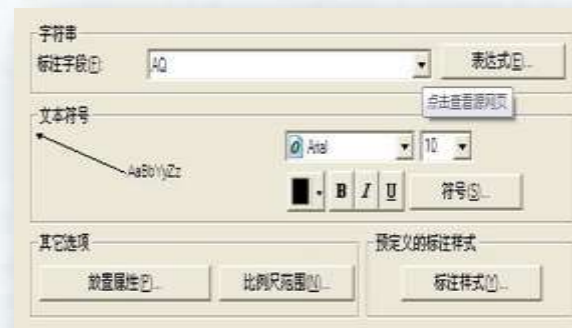 字符串
标注字段(F): AQ 表达式(E)...
点击查看源网页
文本符号
Arial 10
AaBbYyZz
B I U 符号(S)...
其它选项 预定义的标注样式
放置属性(P)... 比例尺范围(N)... 标注样式(Y)...